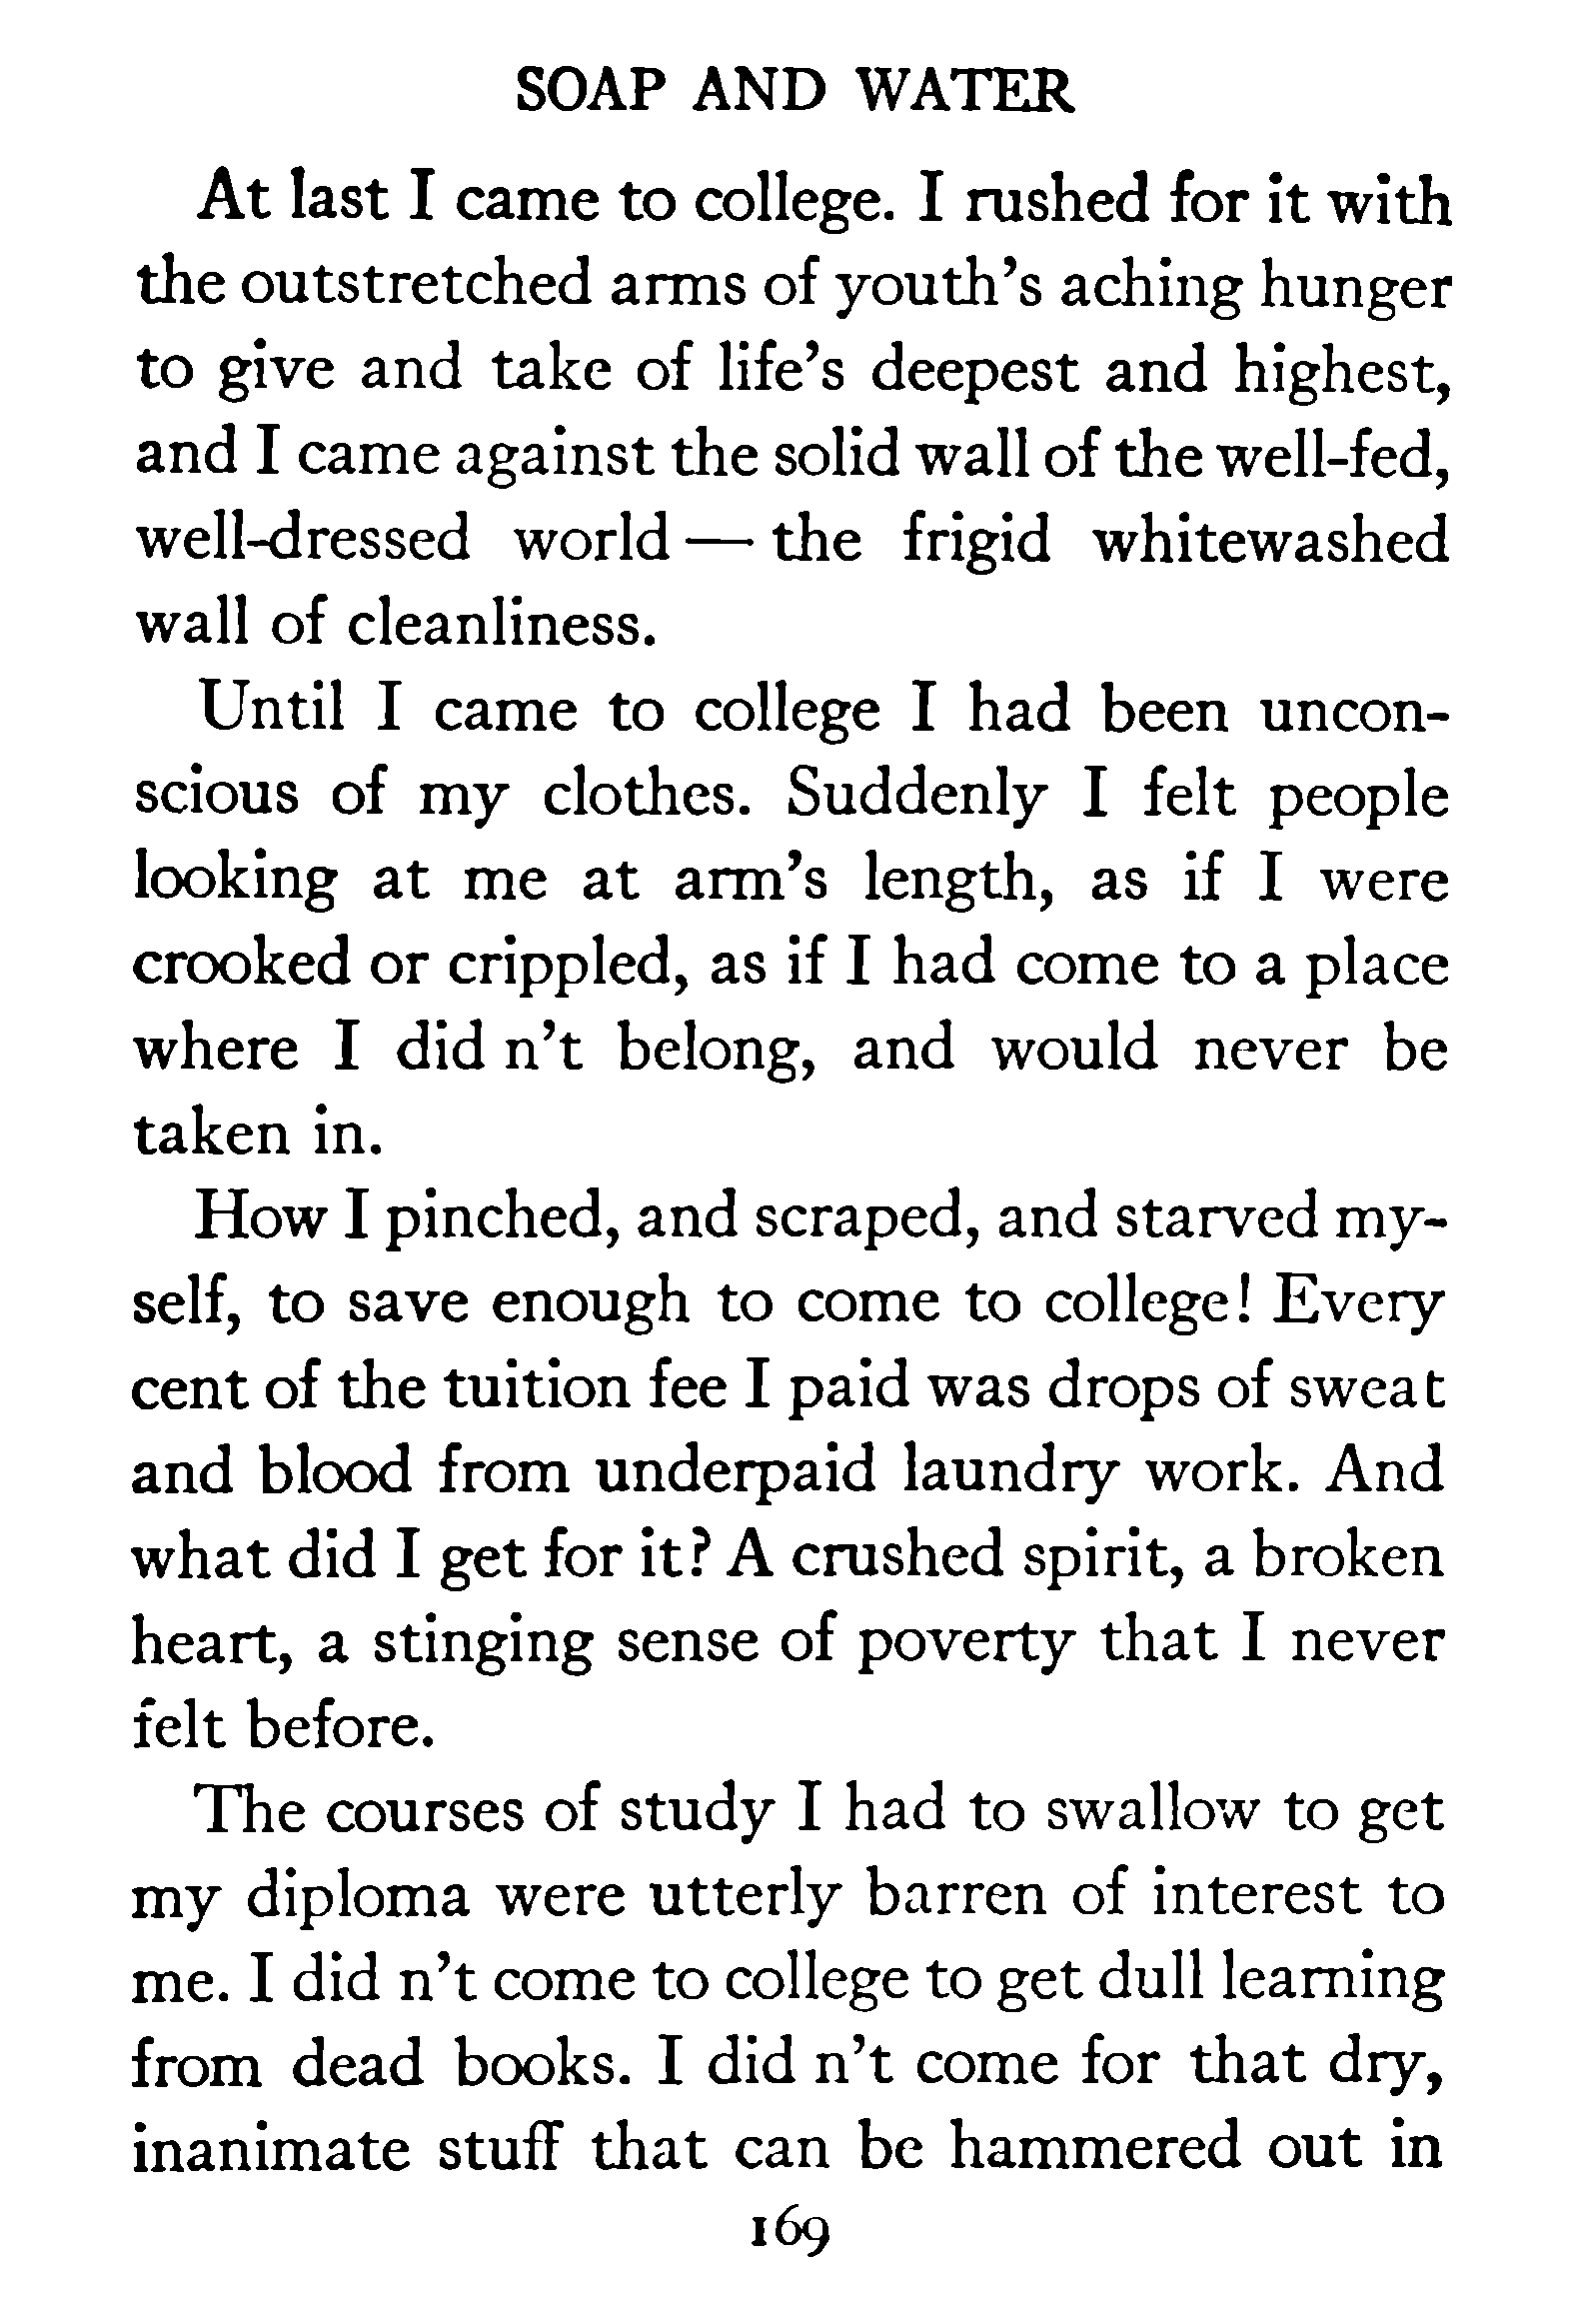 SOAP AND WATER
At last I came to college. I rushed for it with
the outstretched arms of youth's aching hunger
to give and take of life's deepest and highest,
and I came against the solid wall of the well-fed,
well-dressed world — the frigid whitewashed
wall of cleanliness.
Until I came to college I had been uncon-
scious of my clothes. Suddenly I felt people
looking at me at arm's length, as if I were
crooked or crippled, as if I had come to a place
where I did n't belong, and would never be
taken in.
How I pinched, and scraped, and starved my-
self, to save enough to come to college! Every
cent of the tuition fee I paid was drops of sweat
and blood from underpaid laundry work. And
what did I get for it? A crushed spirit, a broken
heart, a stinging sense of poverty that I never
felt before.
The courses of study I had to swallow to get
my diploma were utterly barren of interest to
me. I did n't come to college to get dull learning
from dead books. I did n't come for that dry,
inanimate stuff that can be hammered out in
169